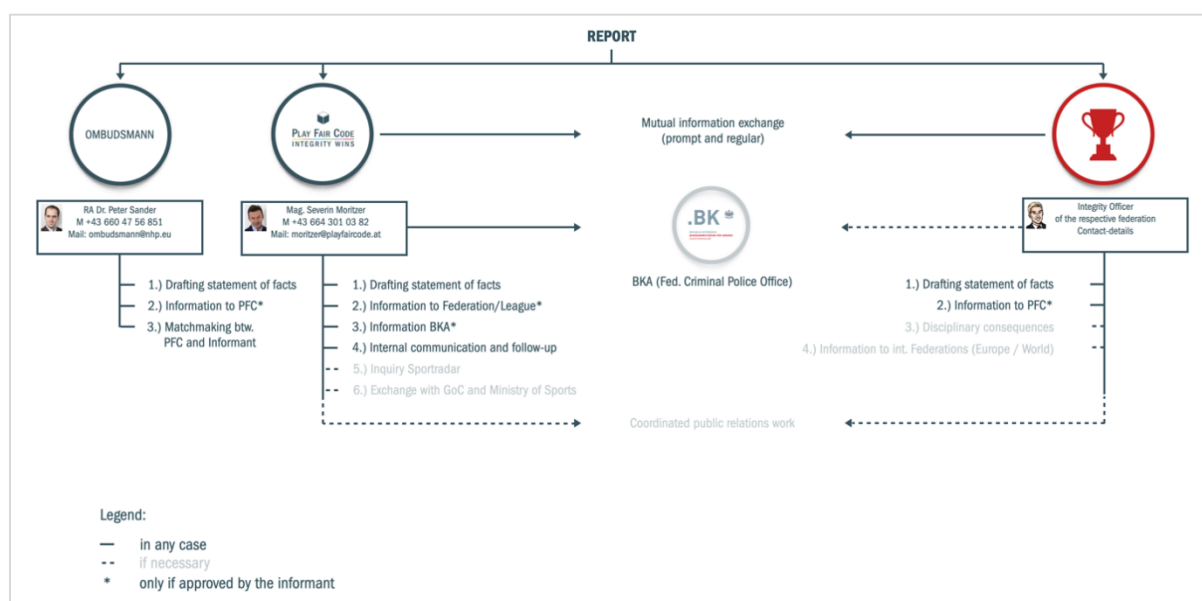 REPORT
OMBUDSMANN
PLAY FAIR CODE
INTEGRITY WINS
Mutual information exchange
(prompt and regular)
RA Dr. Peter Sander
M +43 660 47 56 851
Mail: ombudsmann@nhp.eu
Mag. Severin Moritzer
M +43 664 301 03 82
Mail: moritzer@playfaircode.at
.BK
Integrity Officer
of the respective federation
Contact-details
BKA (Fed. Criminal Police Office)
1.) Drafting statement of facts
2.) Information to PFC*
3.) Matchmaking btw.
PFC and Informant
1.) Drafting statement of facts
2.) Information to Federation/League*
3.) Information BKA*
4.) Internal communication and follow-up
5.) Inquiry Sportradar
6.) Exchange with GoC and Ministry of Sports
1.) Drafting statement of facts
2.) Information to PFC*
3.) Disciplinary consequences
4.) Information to int. Federations (Europe / World)
Coordinated public relations work
Legend:
— in any case
-- if necessary
* only if approved by the informant